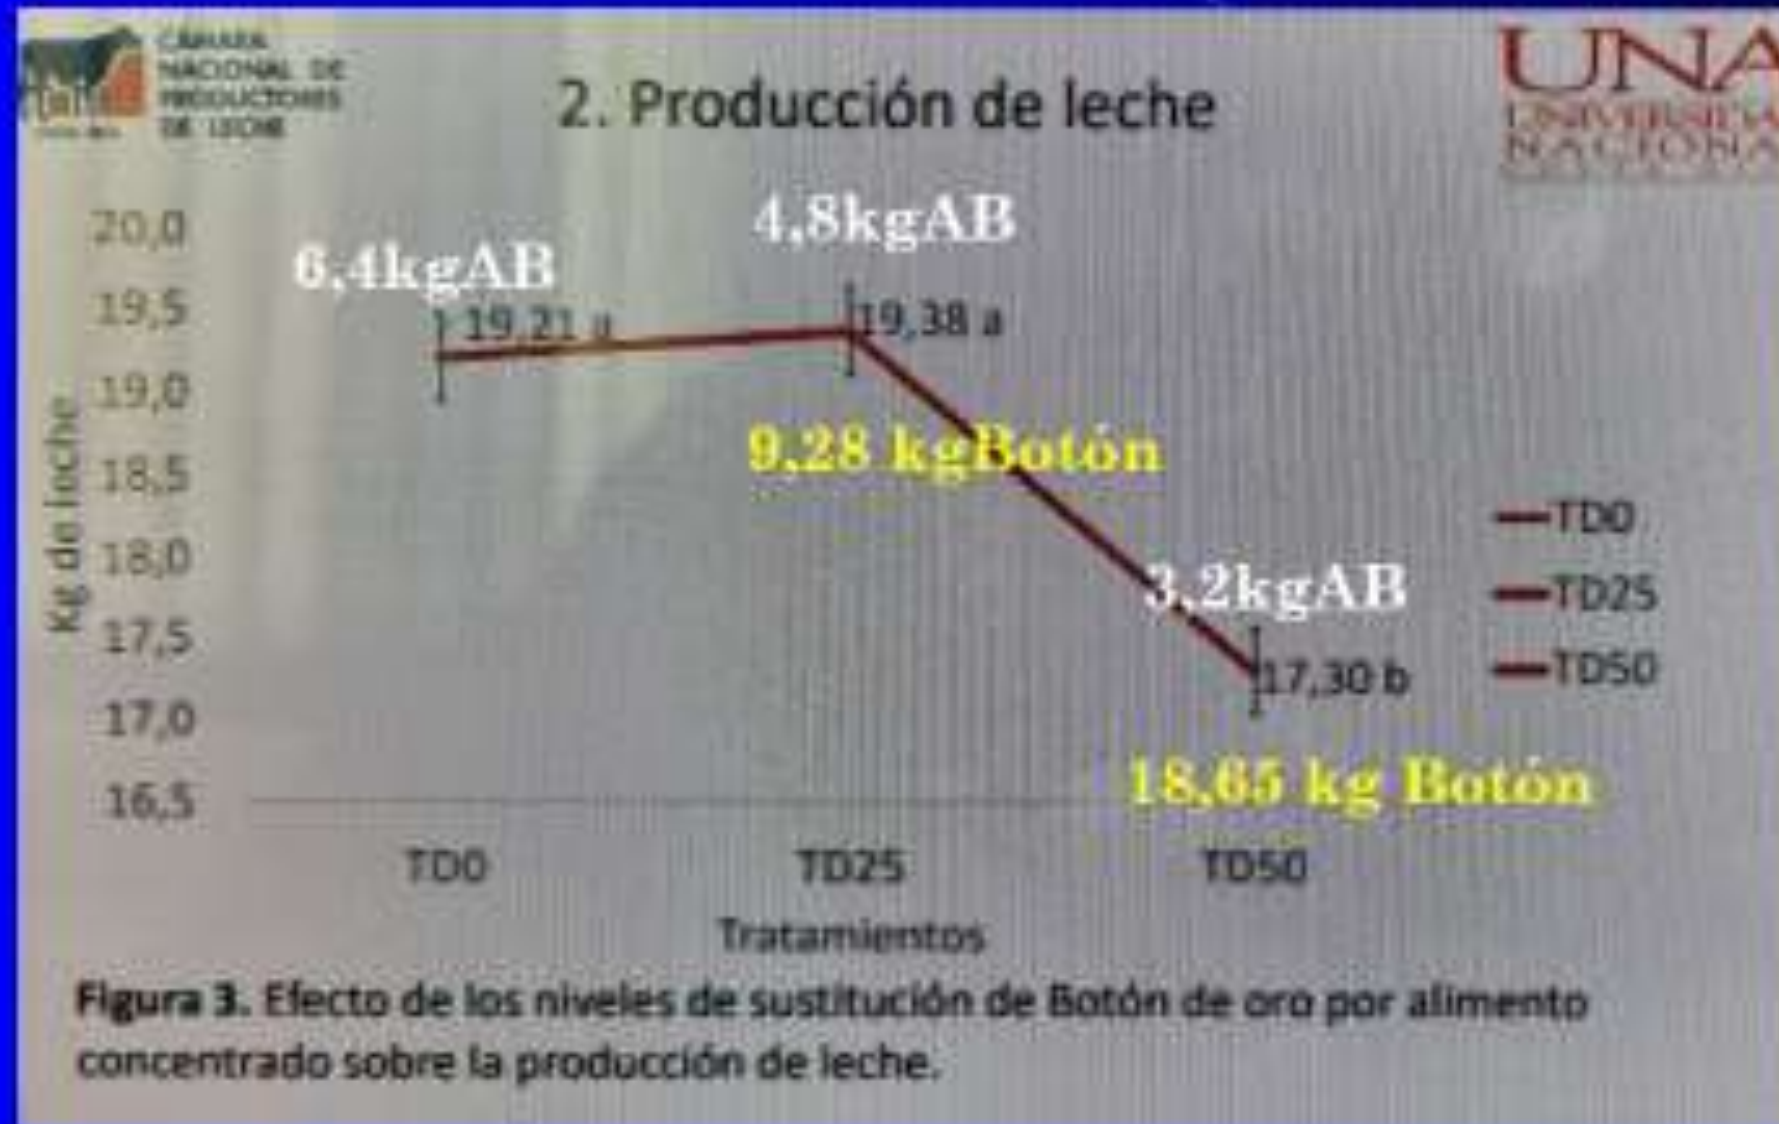 CÁMARA
NACIONAL DE
PRODUCTORES
DE LECHE
UNA
UNIVERSIDA
NACIONA
2. Producción de leche
4,8kgAB
6,4kgAB
20,0
19,5
19,0
18,5
18,0
17,5
17,0
16,5
Kg de leche
19,21 a
19,38 a
9,28 kgBotón
3,2kgAB
17,30 b
18,65 kg Botón
TD0
TD25
TD50
TD0
TD25
TD50
Tratamientos
Figura 3. Efecto de los niveles de sustitución de Botón de oro por alimento
concentrado sobre la producción de leche.